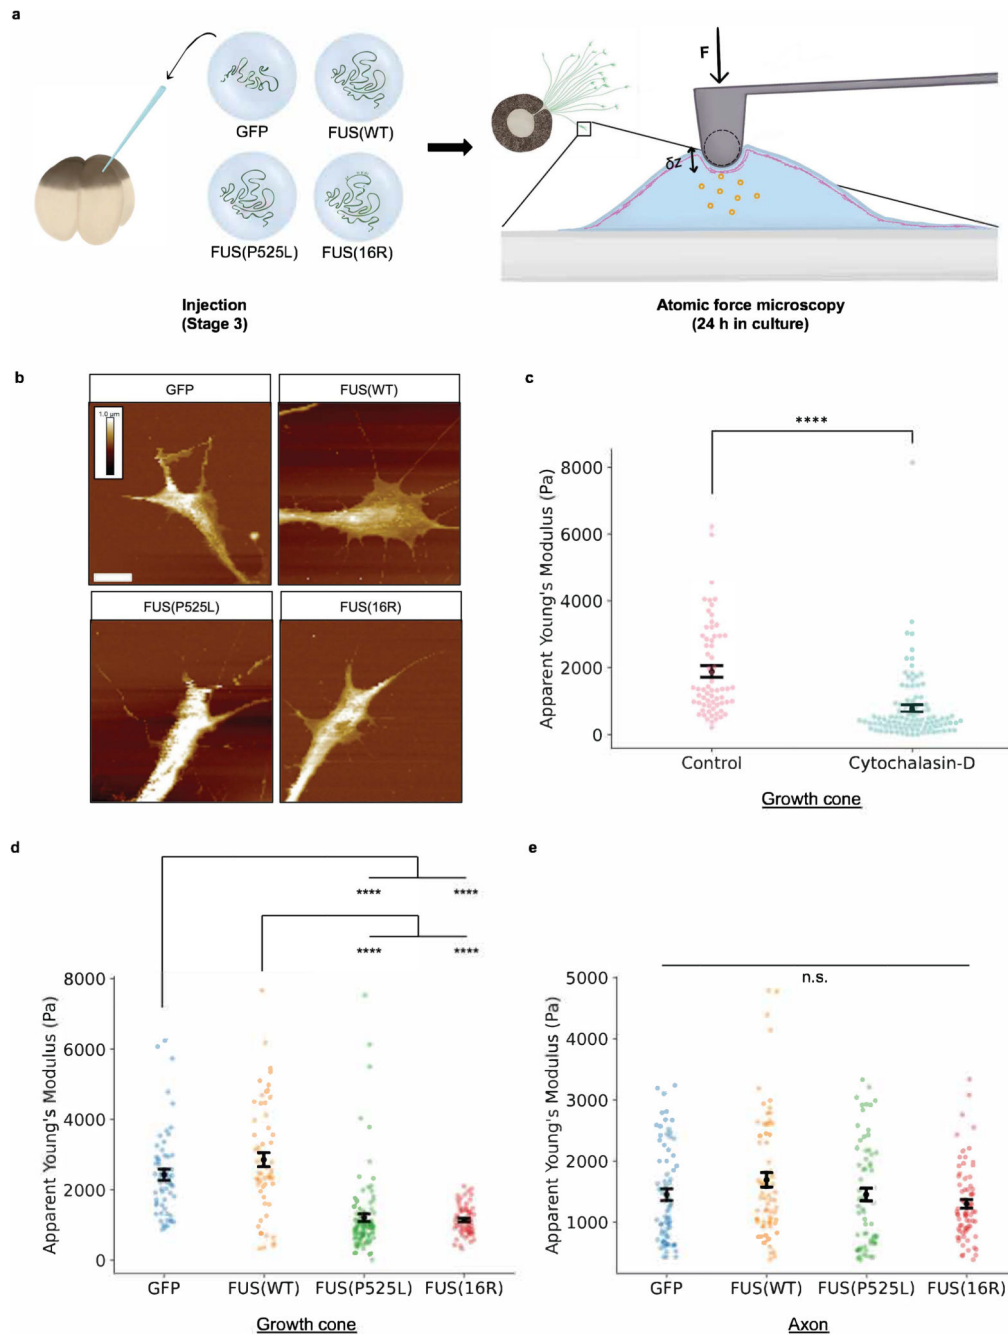 a
GFP
FUS(WT)
FUS(P525L)
FUS(16R)
F
δz
Injection
(Stage 3)
Atomic force microscopy
(24 h in culture)
b
GFP
FUS(WT)
1.0 μm
FUS(P525L)
FUS(16R)
c
****
Apparent Young's Modulus (Pa)
8000
6000
4000
2000
0
Control
Cytochalasin-D
Growth cone
d
**** ****
**** ****
Apparent Young's Modulus (Pa)
8000
6000
4000
2000
0
GFP
FUS(WT)
FUS(P525L)
FUS(16R)
Growth cone
e
n.s.
Apparent Young's Modulus (Pa)
5000
4000
3000
2000
1000
GFP
FUS(WT)
FUS(P525L)
FUS(16R)
Axon